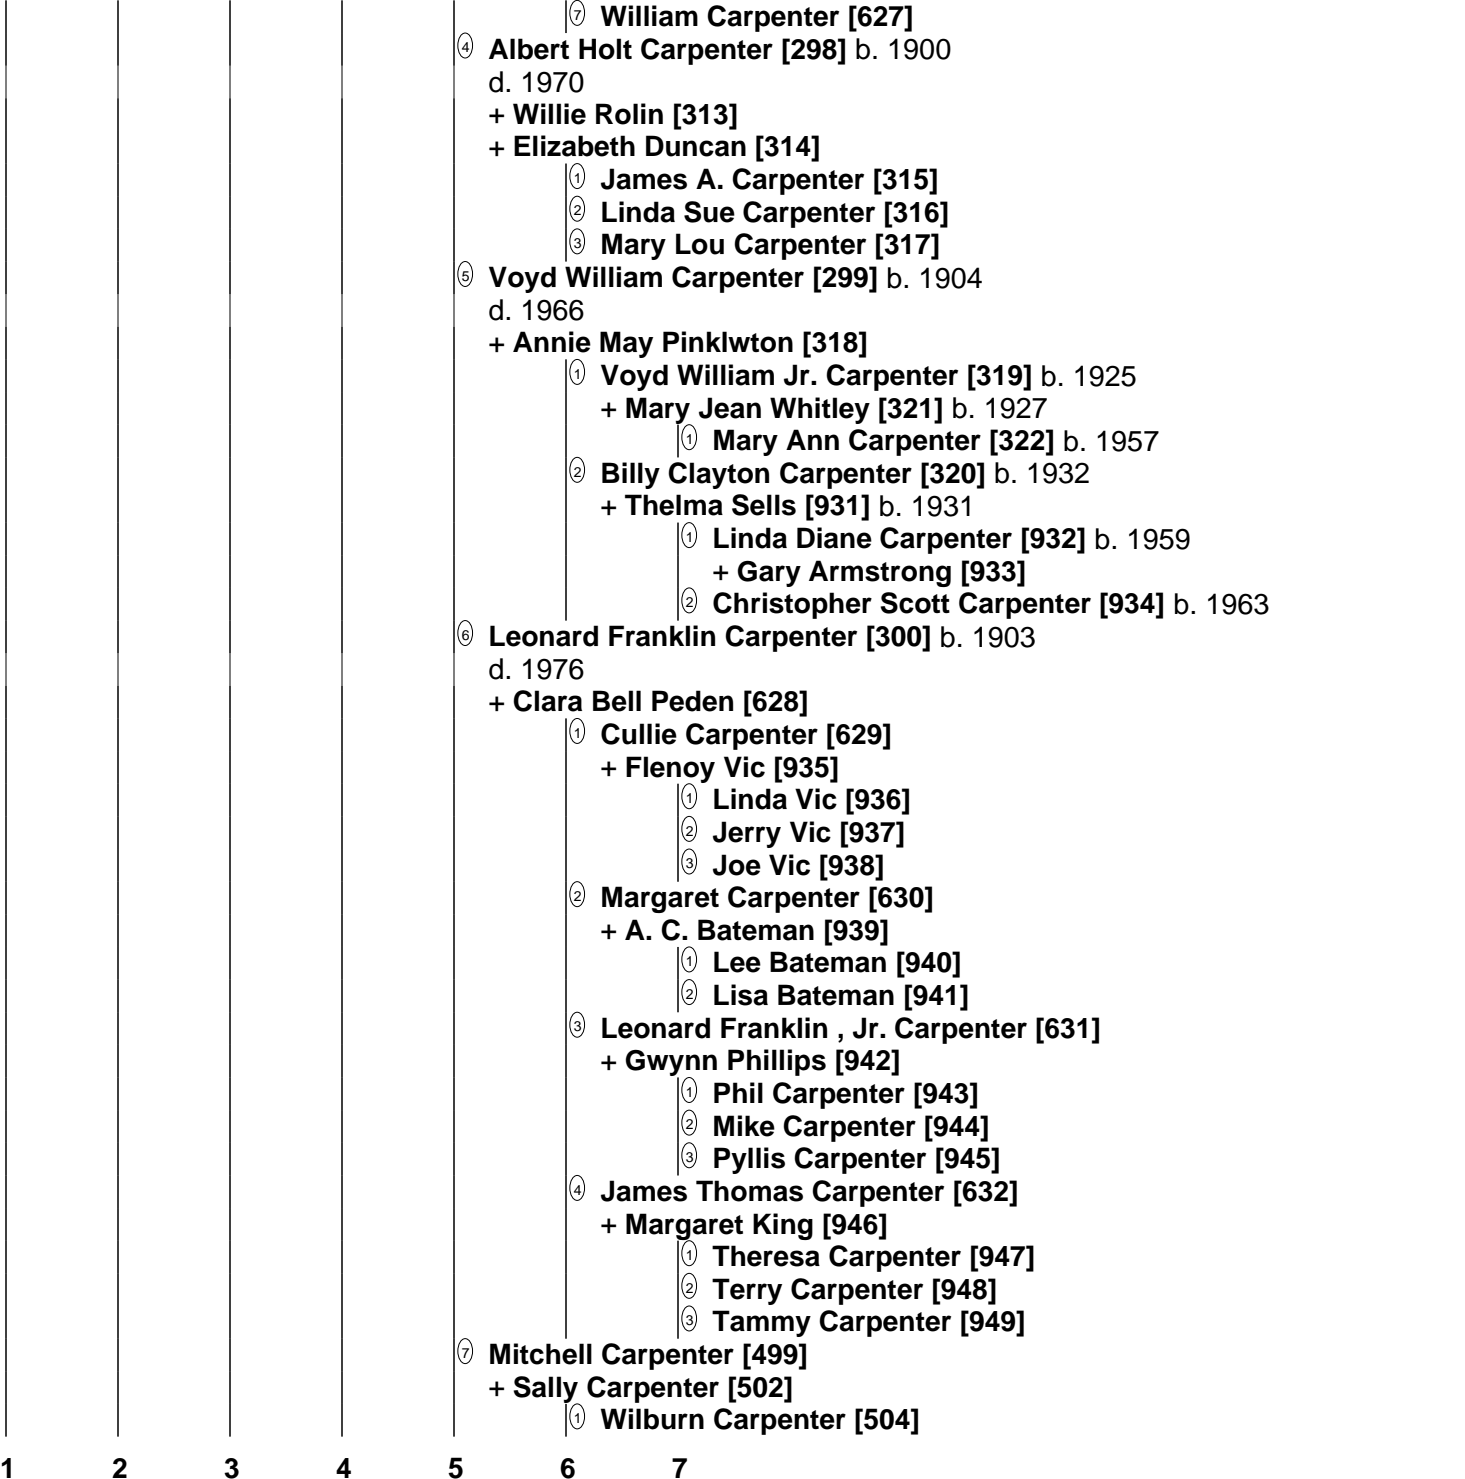 7 William Carpenter [627]
4 Albert Holt Carpenter [298] b. 1900
d. 1970
+ Willie Rolin [313]
+ Elizabeth Duncan [314]
1 James A. Carpenter [315]
2 Linda Sue Carpenter [316]
3 Mary Lou Carpenter [317]
5 Voyd William Carpenter [299] b. 1904
d. 1966
+ Annie May Pinklwton [318]
1 Voyd William Jr. Carpenter [319] b. 1925
+ Mary Jean Whitley [321] b. 1927
1 Mary Ann Carpenter [322] b. 1957
2 Billy Clayton Carpenter [320] b. 1932
+ Thelma Sells [931] b. 1931
1 Linda Diane Carpenter [932] b. 1959
+ Gary Armstrong [933]
2 Christopher Scott Carpenter [934] b. 1963
6 Leonard Franklin Carpenter [300] b. 1903
d. 1976
+ Clara Bell Peden [628]
1 Cullie Carpenter [629]
+ Flenoy Vic [935]
1 Linda Vic [936]
2 Jerry Vic [937]
3 Joe Vic [938]
2 Margaret Carpenter [630]
+ A. C. Bateman [939]
1 Lee Bateman [940]
2 Lisa Bateman [941]
3 Leonard Franklin , Jr. Carpenter [631]
+ Gwynn Phillips [942]
1 Phil Carpenter [943]
2 Mike Carpenter [944]
3 Pyllis Carpenter [945]
4 James Thomas Carpenter [632]
+ Margaret King [946]
1 Theresa Carpenter [947]
2 Terry Carpenter [948]
3 Tammy Carpenter [949]
7 Mitchell Carpenter [499]
+ Sally Carpenter [502]
1 Wilburn Carpenter [504]
1 2 3 4 5 6 7